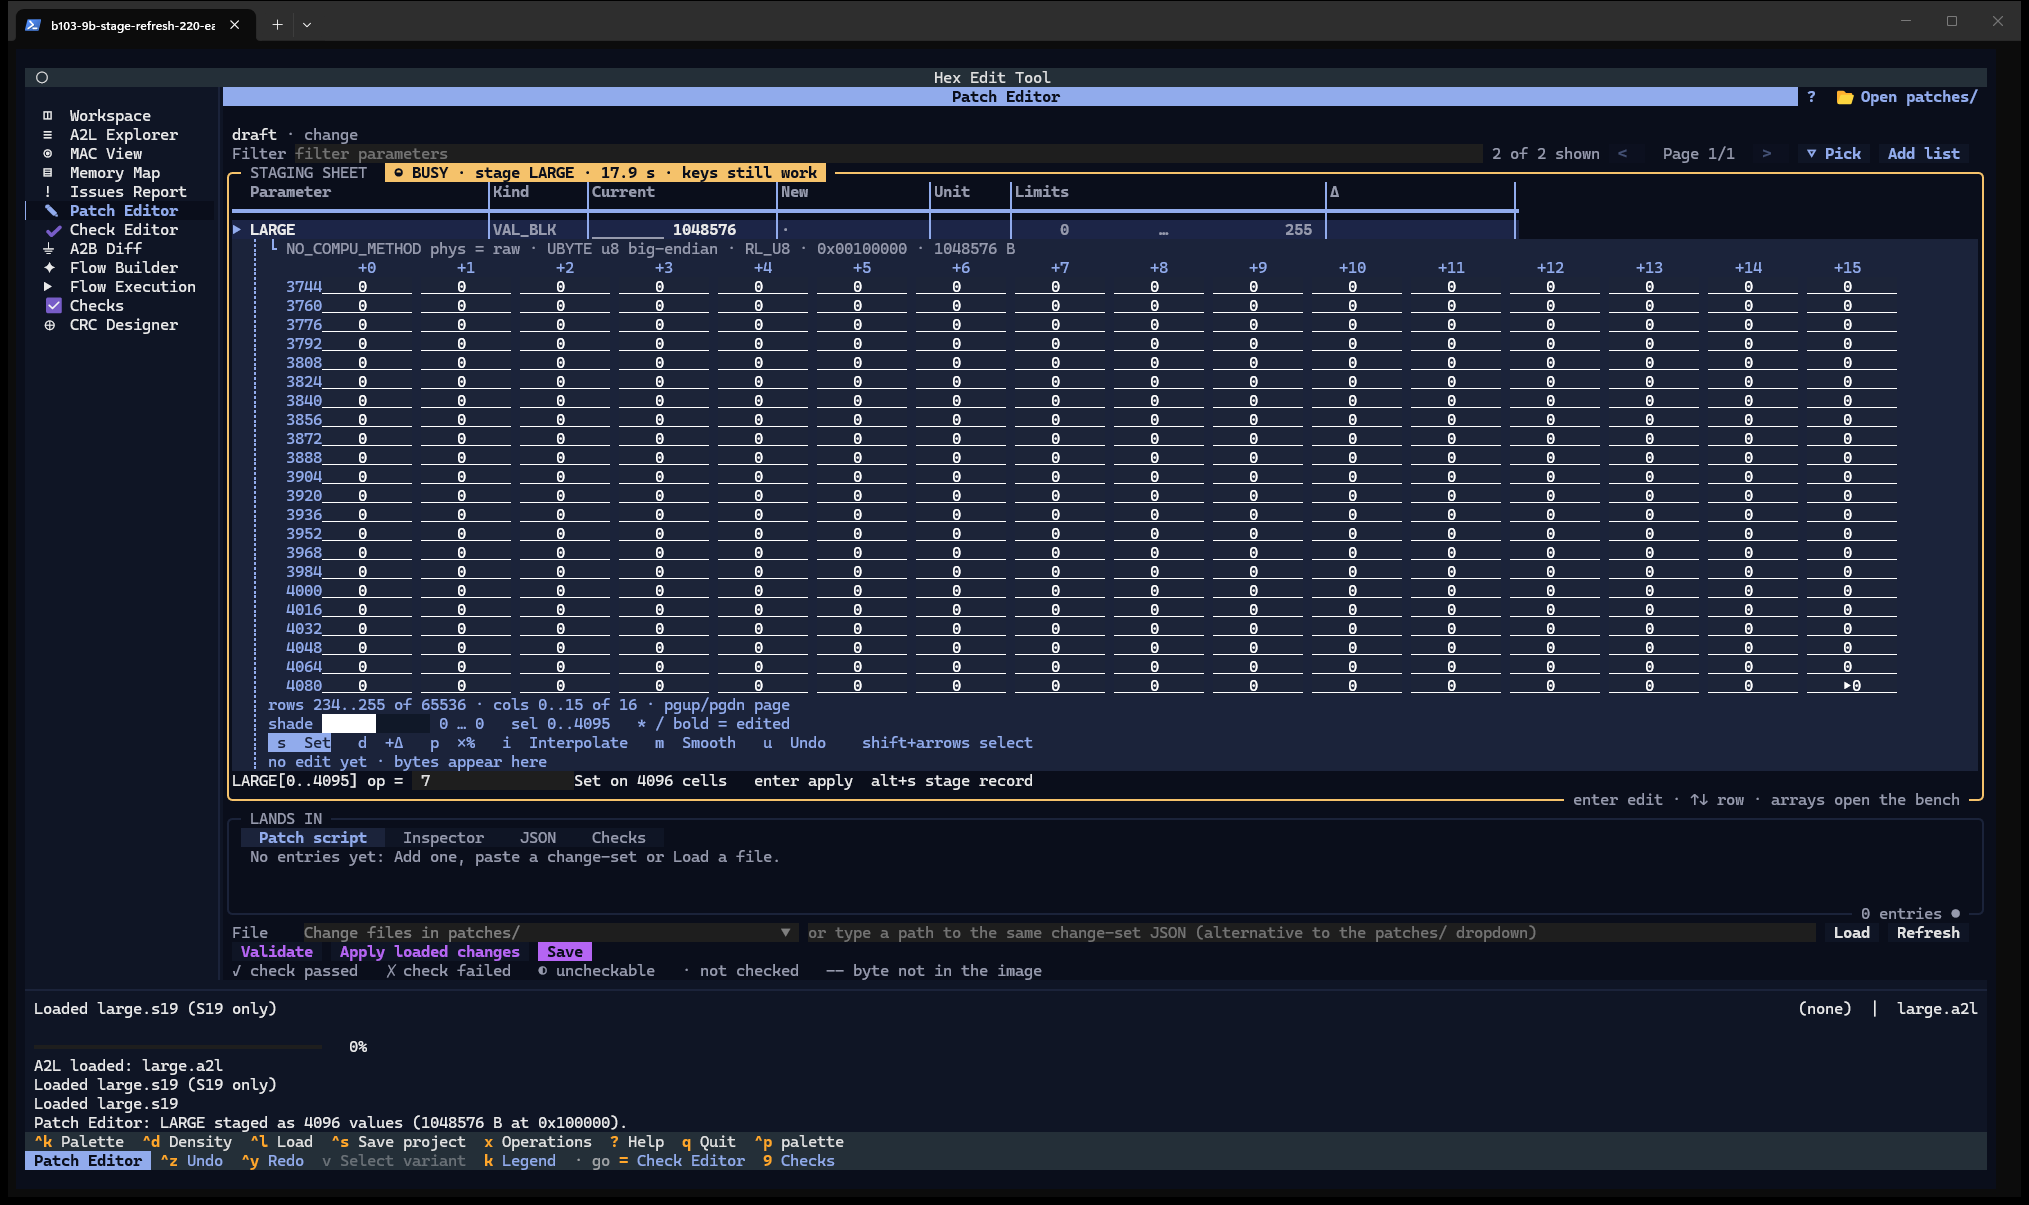 b103-9b-stage-refresh-220-ea
Hex Edit Tool
Patch Editor ? Open patches/
Workspace
A2L Explorer
MAC View
Memory Map
! Issues Report
Patch Editor
Check Editor
A2B Diff
Flow Builder
Flow Execution
Checks
CRC Designer
draft · change
Filter filter parameters 2 of 2 shown < Page 1/1 > ▼ Pick Add list
STAGING SHEET BUSY · stage LARGE · 17.9 s · keys still work
Parameter Kind Current New Unit Limits Δ
▶ LARGE VAL_BLK ________ 1048576 · 0 … 255
└ NO_COMPU_METHOD phys = raw · UBYTE u8 big-endian · RL_U8 · 0x00100000 · 1048576 B
+0 +1 +2 +3 +4 +5 +6 +7 +8 +9 +10 +11 +12 +13 +14 +15
3744 0 0 0 0 0 0 0 0 0 0 0 0 0 0 0 0
3760 0 0 0 0 0 0 0 0 0 0 0 0 0 0 0 0
3776 0 0 0 0 0 0 0 0 0 0 0 0 0 0 0 0
3792 0 0 0 0 0 0 0 0 0 0 0 0 0 0 0 0
3808 0 0 0 0 0 0 0 0 0 0 0 0 0 0 0 0
3824 0 0 0 0 0 0 0 0 0 0 0 0 0 0 0 0
3840 0 0 0 0 0 0 0 0 0 0 0 0 0 0 0 0
3856 0 0 0 0 0 0 0 0 0 0 0 0 0 0 0 0
3872 0 0 0 0 0 0 0 0 0 0 0 0 0 0 0 0
3888 0 0 0 0 0 0 0 0 0 0 0 0 0 0 0 0
3904 0 0 0 0 0 0 0 0 0 0 0 0 0 0 0 0
3920 0 0 0 0 0 0 0 0 0 0 0 0 0 0 0 0
3936 0 0 0 0 0 0 0 0 0 0 0 0 0 0 0 0
3952 0 0 0 0 0 0 0 0 0 0 0 0 0 0 0 0
3968 0 0 0 0 0 0 0 0 0 0 0 0 0 0 0 0
3984 0 0 0 0 0 0 0 0 0 0 0 0 0 0 0 0
4000 0 0 0 0 0 0 0 0 0 0 0 0 0 0 0 0
4016 0 0 0 0 0 0 0 0 0 0 0 0 0 0 0 0
4032 0 0 0 0 0 0 0 0 0 0 0 0 0 0 0 0
4048 0 0 0 0 0 0 0 0 0 0 0 0 0 0 0 0
4064 0 0 0 0 0 0 0 0 0 0 0 0 0 0 0 0
4080 0 0 0 0 0 0 0 0 0 0 0 0 0 0 0 ▶0
rows 234..255 of 65536 · cols 0..15 of 16 · pgup/pgdn page
shade 0 … 0 sel 0..4095 * / bold = edited
s Set d +Δ p ×% i Interpolate m Smooth u Undo shift+arrows select
no edit yet · bytes appear here
LARGE[0..4095] op = 7 Set on 4096 cells enter apply alt+s stage record
enter edit · ↑↓ row · arrays open the bench
LANDS IN
Patch script Inspector JSON Checks
No entries yet: Add one, paste a change-set or Load a file.
0 entries ●
File Change files in patches/ ▼ or type a path to the same change-set JSON (alternative to the patches/ dropdown) Load Refresh
Validate Apply loaded changes Save
✓ check passed ✗ check failed ◐ uncheckable · not checked -- byte not in the image
Loaded large.s19 (S19 only) (none) | large.a2l
0%
A2L loaded: large.a2l
Loaded large.s19 (S19 only)
Loaded large.s19
Patch Editor: LARGE staged as 4096 values (1048576 B at 0x100000).
^k Palette ^d Density ^l Load ^s Save project x Operations ? Help q Quit ^p palette
Patch Editor ^z Undo ^y Redo v Select variant k Legend · go = Check Editor 9 Checks